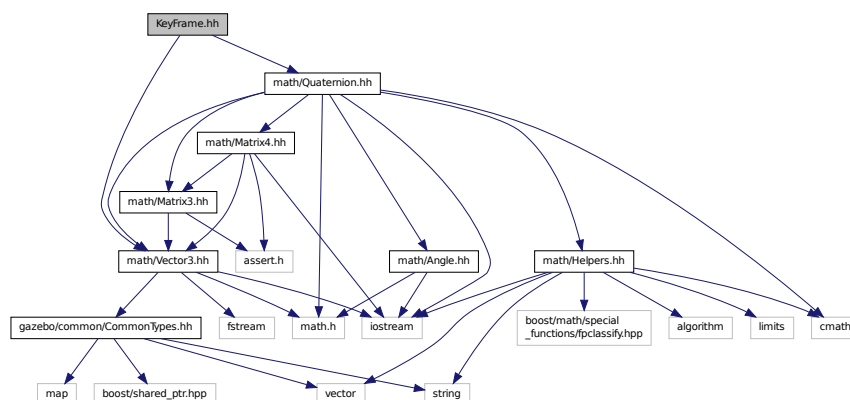 KeyFrame.hh
math/Quaternion.hh
math/Matrix4.hh
math/Matrix3.hh
math/Vector3.hh
assert.h
math/Angle.hh
math/Helpers.hh
gazebo/common/CommonTypes.hh
fstream
math.h
iostream
boost/math/special
_functions/fpclassify.hpp
algorithm
limits
cmath
map
boost/shared_ptr.hpp
vector
string